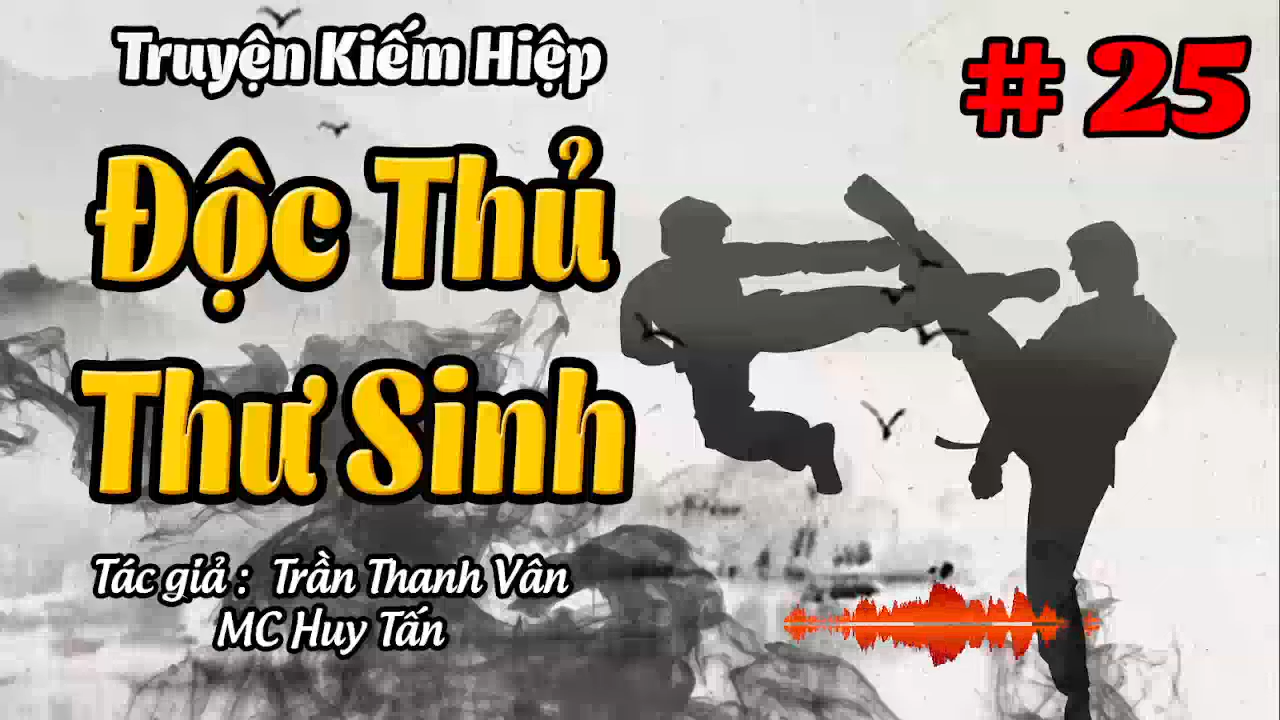 Truyện Kiếm Hiệp
# 25
Độc Thủ
Thư Sinh
Tác giả : Trần Thanh Vân
MC Huy Tấn